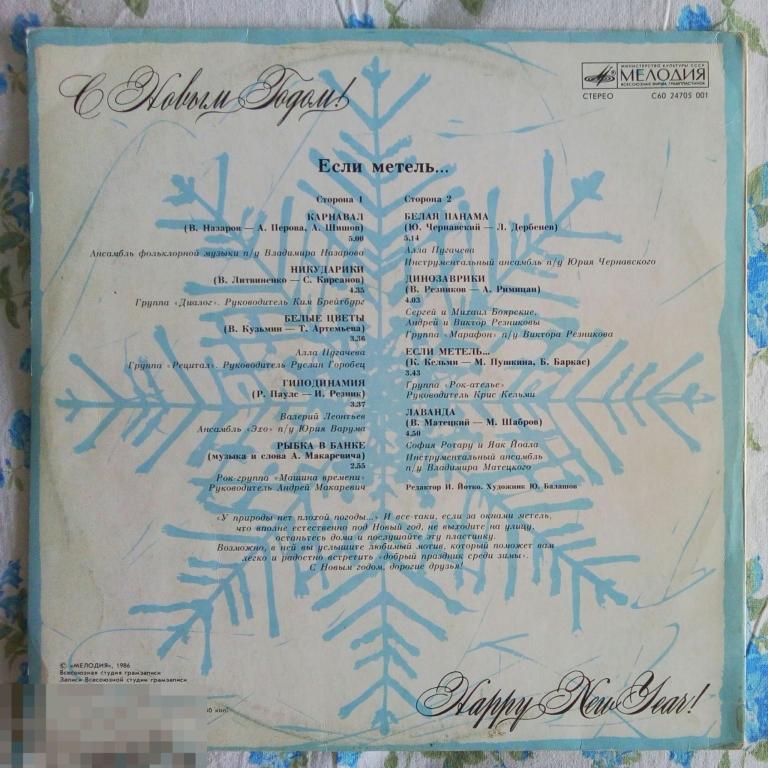 С Новым Годом!
МИНИСТЕРСТВО КУЛЬТУРЫ СССР
МЕЛОДИЯ
ВСЕСОЮЗНАЯ ФИРМА ГРАМПЛАСТИНОК
СТЕРЕО С60 24705 001
Если метель...
Сторона 1
КАРНАВАЛ
(В. Назаров — А. Перова, А. Шишов)
5.00
Ансамбль фольклорной музыки п/у Владимира Назарова
НИКУДАРИКИ
(В. Литвиненко — С. Кирсанов)
4.35
Группа «Диалог». Руководитель Ким Брейтбург
БЕЛЫЕ ЦВЕТЫ
(В. Кузьмин — Т. Артемьева)
3.36
Алла Пугачева
Группа «Рецитал». Руководитель Руслан Горобец
ГИПОДИНАМИЯ
(Р. Паулс — И. Резник)
3.37
Валерий Леонтьев
Ансамбль «Эхо» п/у Юрия Варума
РЫБКА В БАНКЕ
(музыка и слова А. Макаревича)
2.55
Рок-группа «Машина времени»
Руководитель Андрей Макаревич
Сторона 2
БЕЛАЯ ПАНАМА
(Ю. Чернавский — Л. Дербенев)
5.14
Алла Пугачева
Инструментальный ансамбль п/у Юрия Чернавского
ДИНОЗАВРИКИ
(В. Резников — А. Римицан)
4.03
Сергей и Михаил Боярские,
Андрей и Виктор Резниковы
Группа «Марафон» п/у Виктора Резникова
ЕСЛИ МЕТЕЛЬ...
(К. Кельми — М. Пушкина, Б. Баркас)
3.43
Группа «Рок-ателье»
Руководитель Крис Кельми
ЛАВАНДА
(В. Матецкий — М. Шабров)
4.50
София Ротару и Яак Йоала
Инструментальный ансамбль
п/у Владимира Матецкого
Редактор И. Йотко. Художник Ю. Балашов
«У природы нет плохой погоды...» И все-таки, если за окнами метель,
что вполне естественно под Новый год, не выходите на улицу,
останьтесь дома и послушайте эту пластинку.
Возможно, в ней вы услышите любимый мотив, который поможет вам
легко и радостно встретить «добрый праздник среди зимы».
С Новым годом, дорогие друзья!
© «МЕЛОДИЯ», 1986
Всесоюзная студия грамзаписи
Записи Всесоюзной студии грамзаписи
0 коп.
Happy New Year!